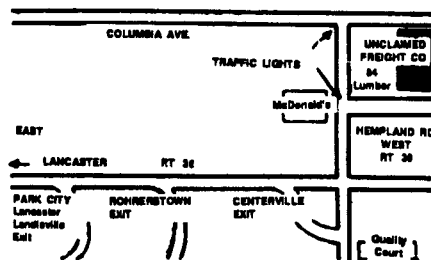 COLUMBIA AVE.
TRAFFIC LIGHTS
UNCLAIMED
FREIGHT CO
84
Lumber
McDonald's
EAST
HEMPLAND RD
WEST
RT 30
LANCASTER RT 30
PARK CITY
Lancaster
Landisville
Exit
ROHRERSTOWN
EXIT
CENTERVILLE
EXIT
Quality
Court